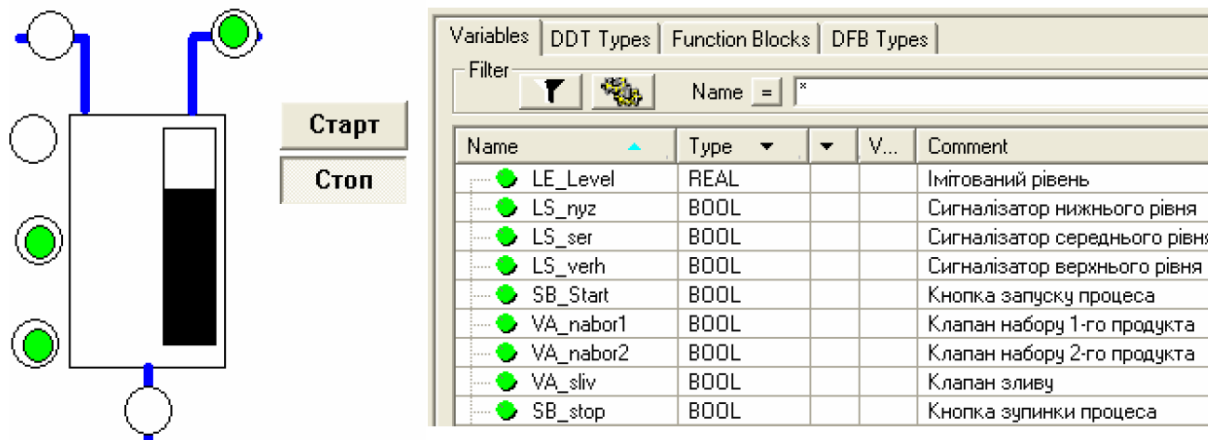 Старт
Стоп
Variables DDT Types Function Blocks DFB Types
Filter
Name = *
Name Type V... Comment
LE_Level REAL Імітований рівень
LS_nyz BOOL Сигналізатор нижнього рівня
LS_ser BOOL Сигналізатор середнього рівня
LS_verh BOOL Сигналізатор верхнього рівня
SB_Start BOOL Кнопка запуску процеса
VA_nabor1 BOOL Клапан набору 1-го продукта
VA_nabor2 BOOL Клапан набору 2-го продукта
VA_sliv BOOL Клапан зливу
SB_stop BOOL Кнопка зупинки процеса